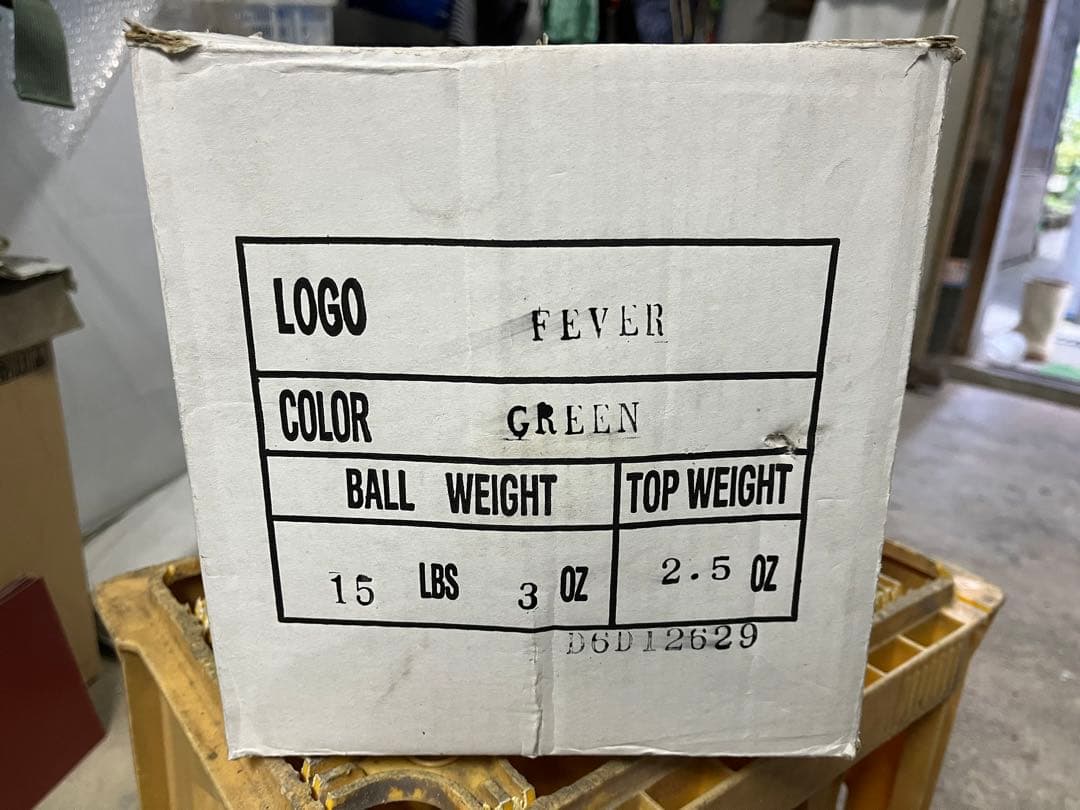 LOGO FEVER
COLOR GREEN
BALL WEIGHT TOP WEIGHT
15 LBS 3 OZ 2.5 OZ
D6D12629